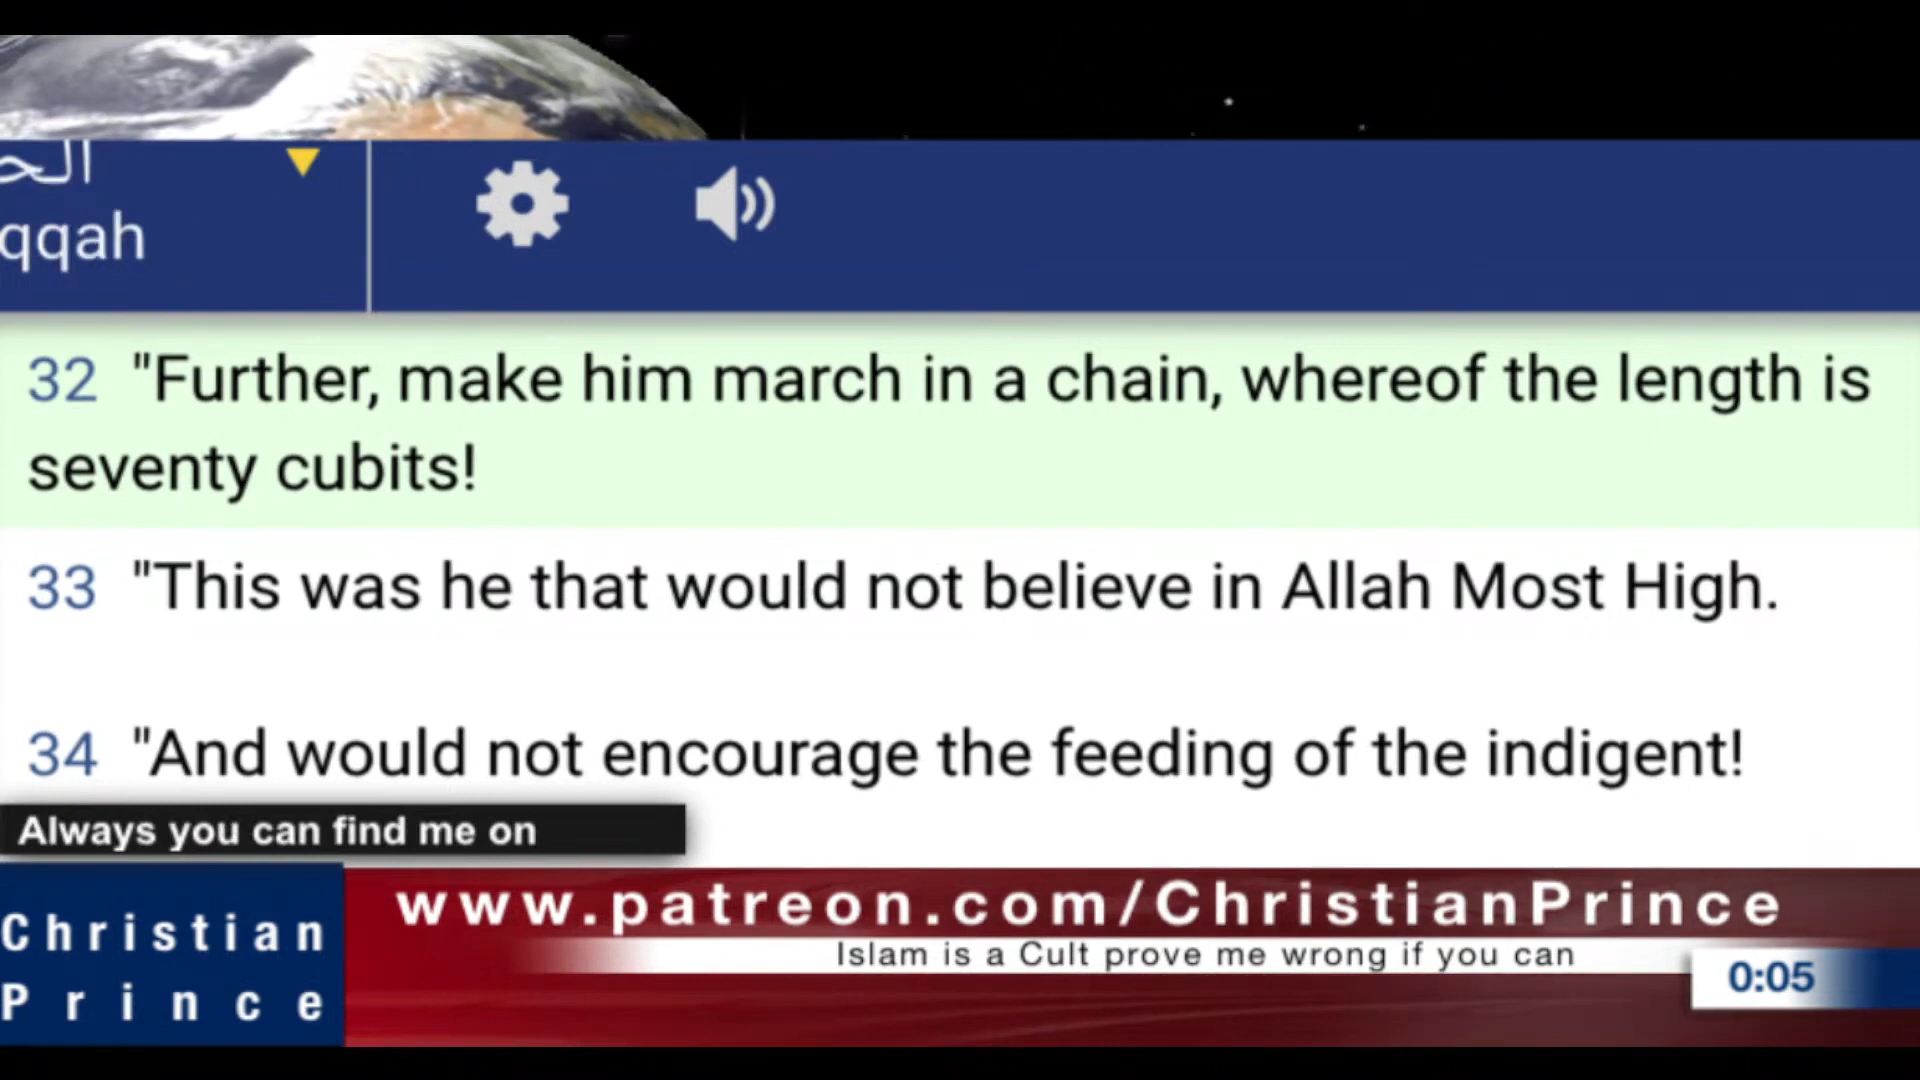 الحـ
qqah
32 "Further, make him march in a chain, whereof the length is
seventy cubits!
33 "This was he that would not believe in Allah Most High.
34 "And would not encourage the feeding of the indigent!
Always you can find me on
Christian
Prince
www.patreon.com/ChristianPrince
Islam is a Cult prove me wrong if you can
0:05